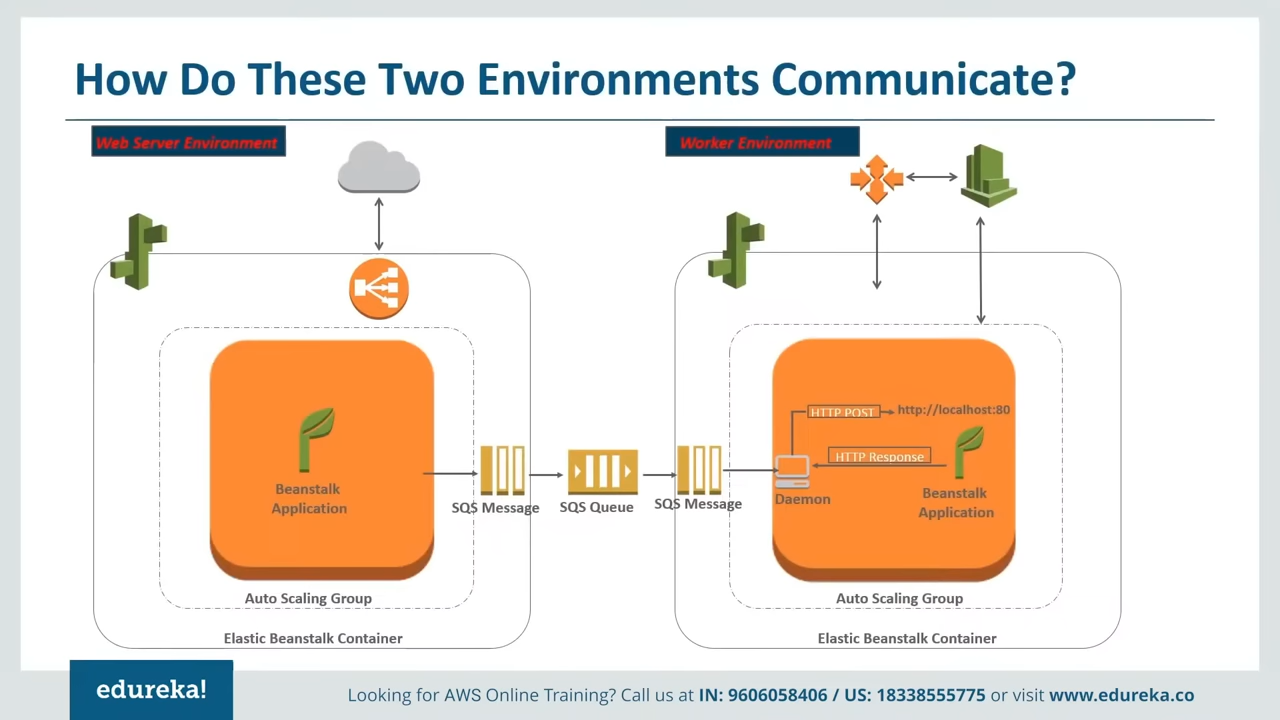 How Do These Two Environments Communicate?
Web Server Environment
Worker Environment
HTTP POST
http://localhost:80
HTTP Response
Beanstalk
Application
SQS Message
SQS Queue
SQS Message
Daemon
Beanstalk
Application
Auto Scaling Group
Auto Scaling Group
Elastic Beanstalk Container
Elastic Beanstalk Container
edureka!
Looking for AWS Online Training? Call us at IN: 9606058406 / US: 18338555775 or visit www.edureka.co